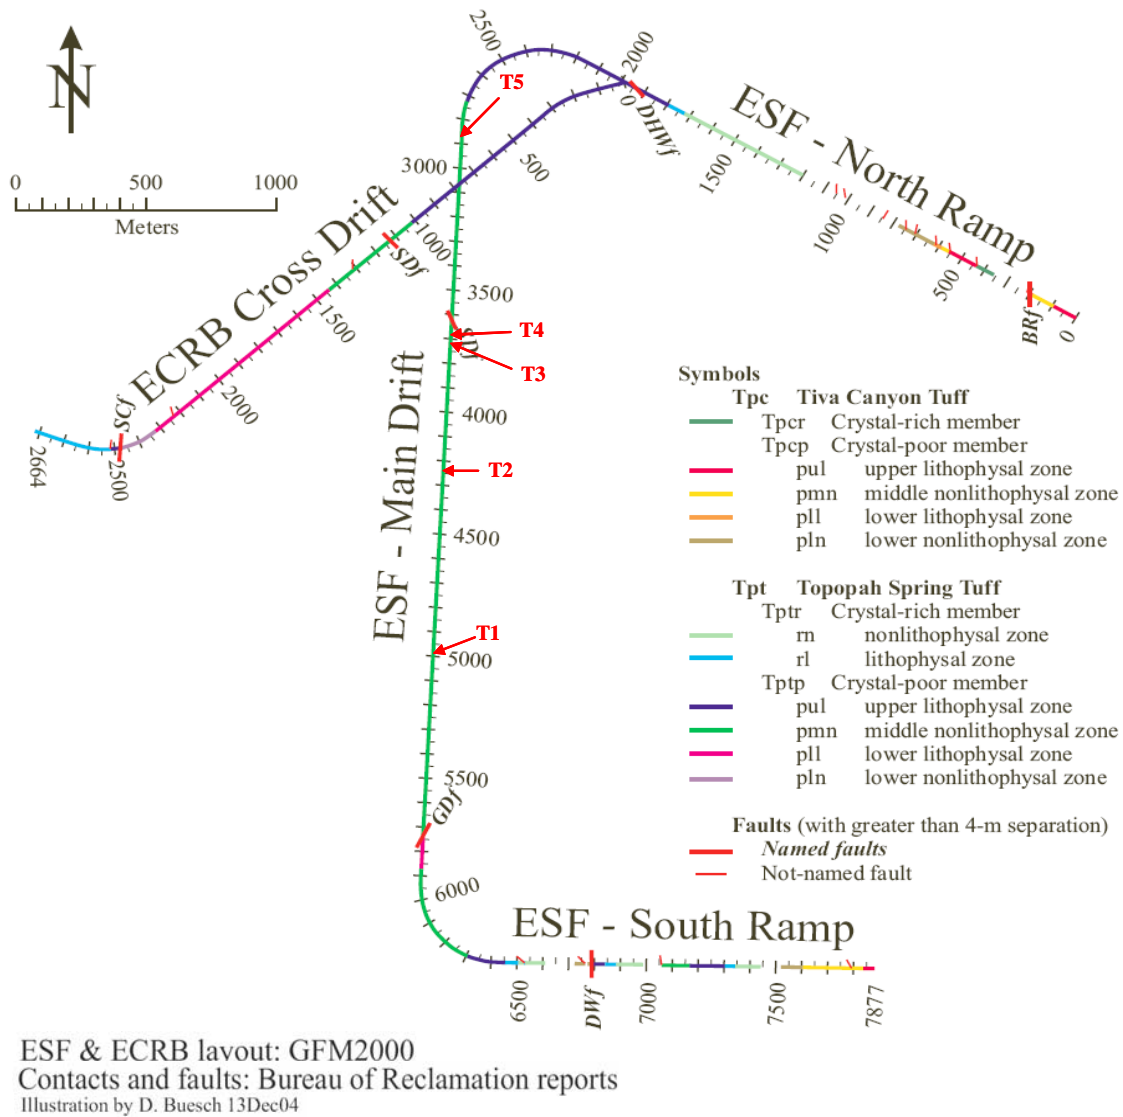 N
0 500 1000
Meters
2500
2000
0
DHWf
T5
ESF - North Ramp
1500
1000
500
BRf
0
3000
500
ECRB Cross Drift
1000
SDf
1500
2000
SCf
2500
2664
3500
SDf
T4
T3
ESF - Main Drift
4000
T2
4500
T1
5000
5500
GDf
6000
ESF - South Ramp
6500
DWf
7000
7500
7877
Symbols
Tpc Tiva Canyon Tuff
Tpcr Crystal-rich member
Tpcp Crystal-poor member
pul upper lithophysal zone
pmn middle nonlithophysal zone
pll lower lithophysal zone
pln lower nonlithophysal zone
Tpt Topopah Spring Tuff
Tptr Crystal-rich member
rn nonlithophysal zone
rl lithophysal zone
Tptp Crystal-poor member
pul upper lithophysal zone
pmn middle nonlithophysal zone
pll lower lithophysal zone
pln lower nonlithophysal zone
Faults (with greater than 4-m separation)
Named faults
Not-named fault
ESF & ECRB layout: GFM2000
Contacts and faults: Bureau of Reclamation reports
Illustration by D. Buesch 13Dec04